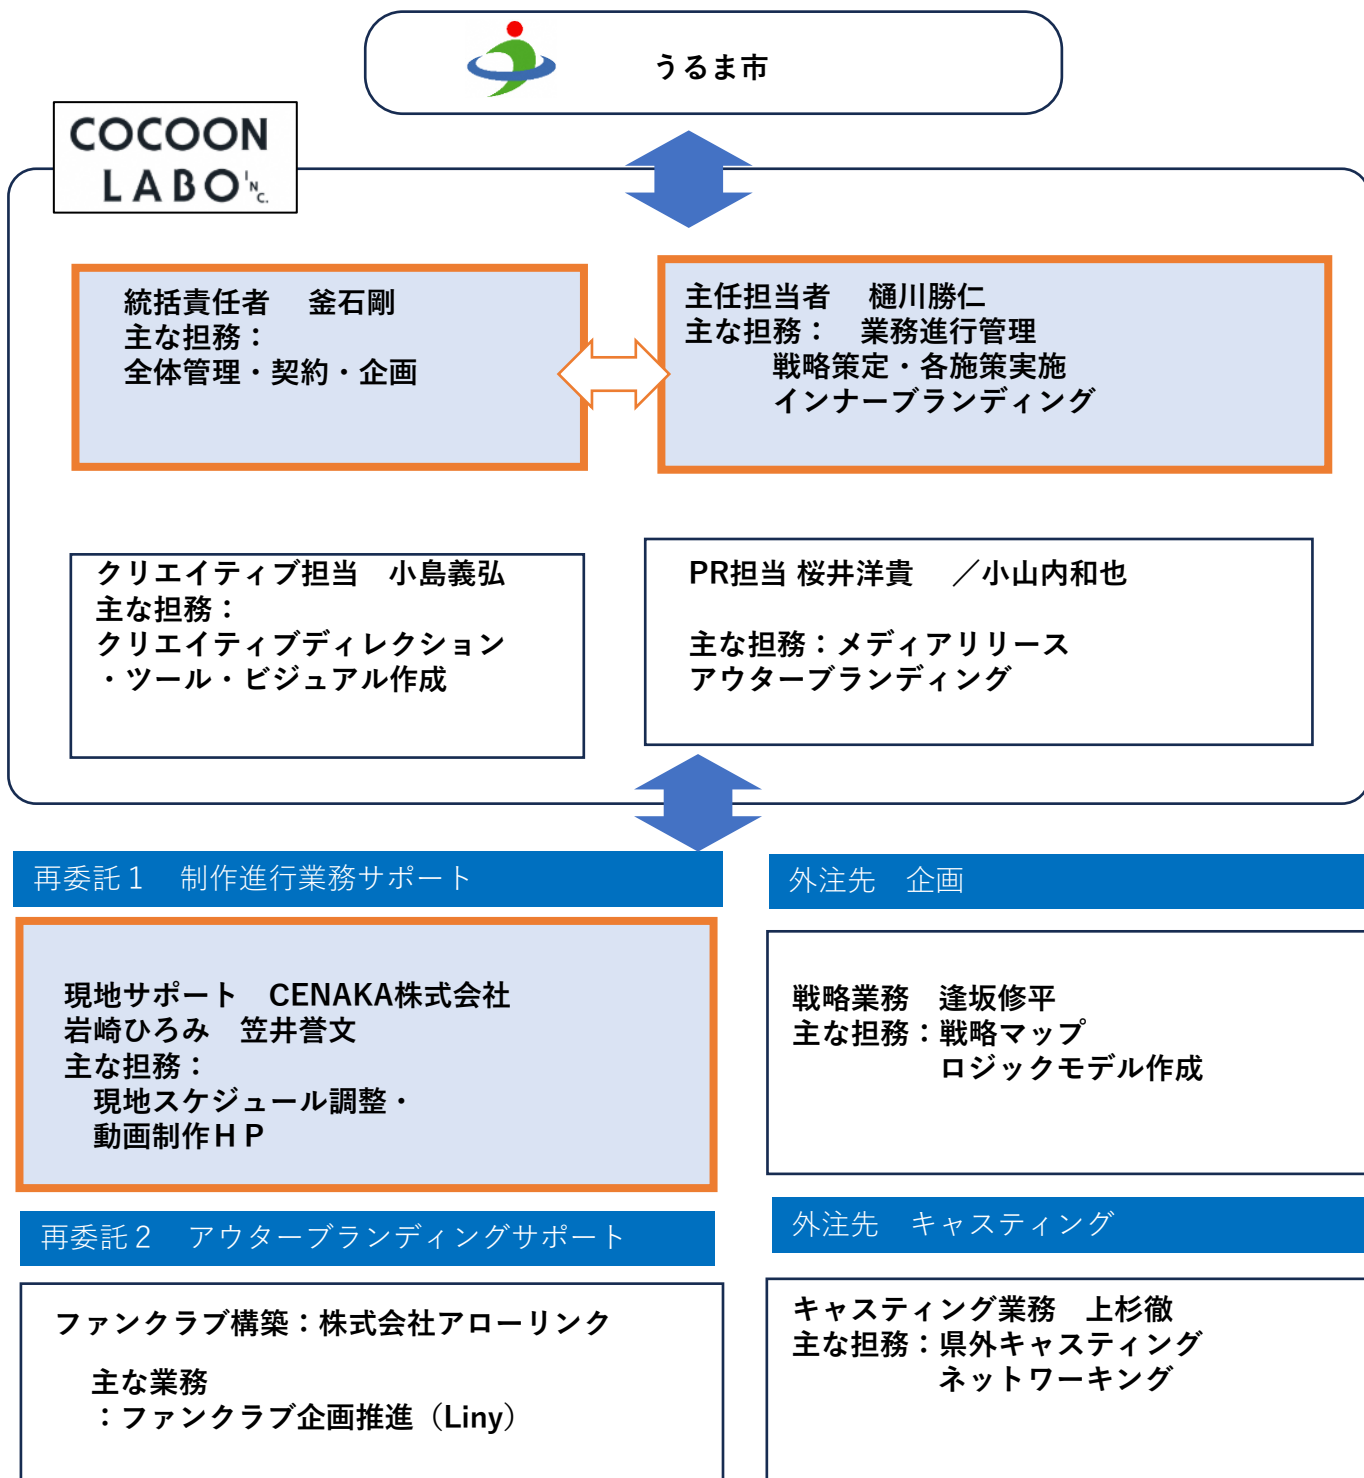 うるま市
COCOON
LABO INC.
統括責任者　釜石剛
主な担務：
全体管理・契約・企画
主任担当者　樋川勝仁
主な担務：　業務進行管理
戦略策定・各施策実施
インナーブランディング
クリエイティブ担当　小島義弘
主な担務：
クリエイティブディレクション
・ツール・ビジュアル作成
PR担当 桜井洋貴　／小山内和也
主な担務：メディアリリース
アウターブランディング
再委託１　制作進行業務サポート
現地サポート　CENAKA株式会社
岩崎ひろみ　笠井誉文
主な担務：
現地スケジュール調整・
動画制作ＨＰ
外注先　企画
戦略業務　逢坂修平
主な担務：戦略マップ
ロジックモデル作成
再委託２　アウターブランディングサポート
ファンクラブ構築：株式会社アローリンク
主な業務
：ファンクラブ企画推進（Liny）
外注先　キャスティング
キャスティング業務　上杉徹
主な担務：県外キャスティング
ネットワーキング